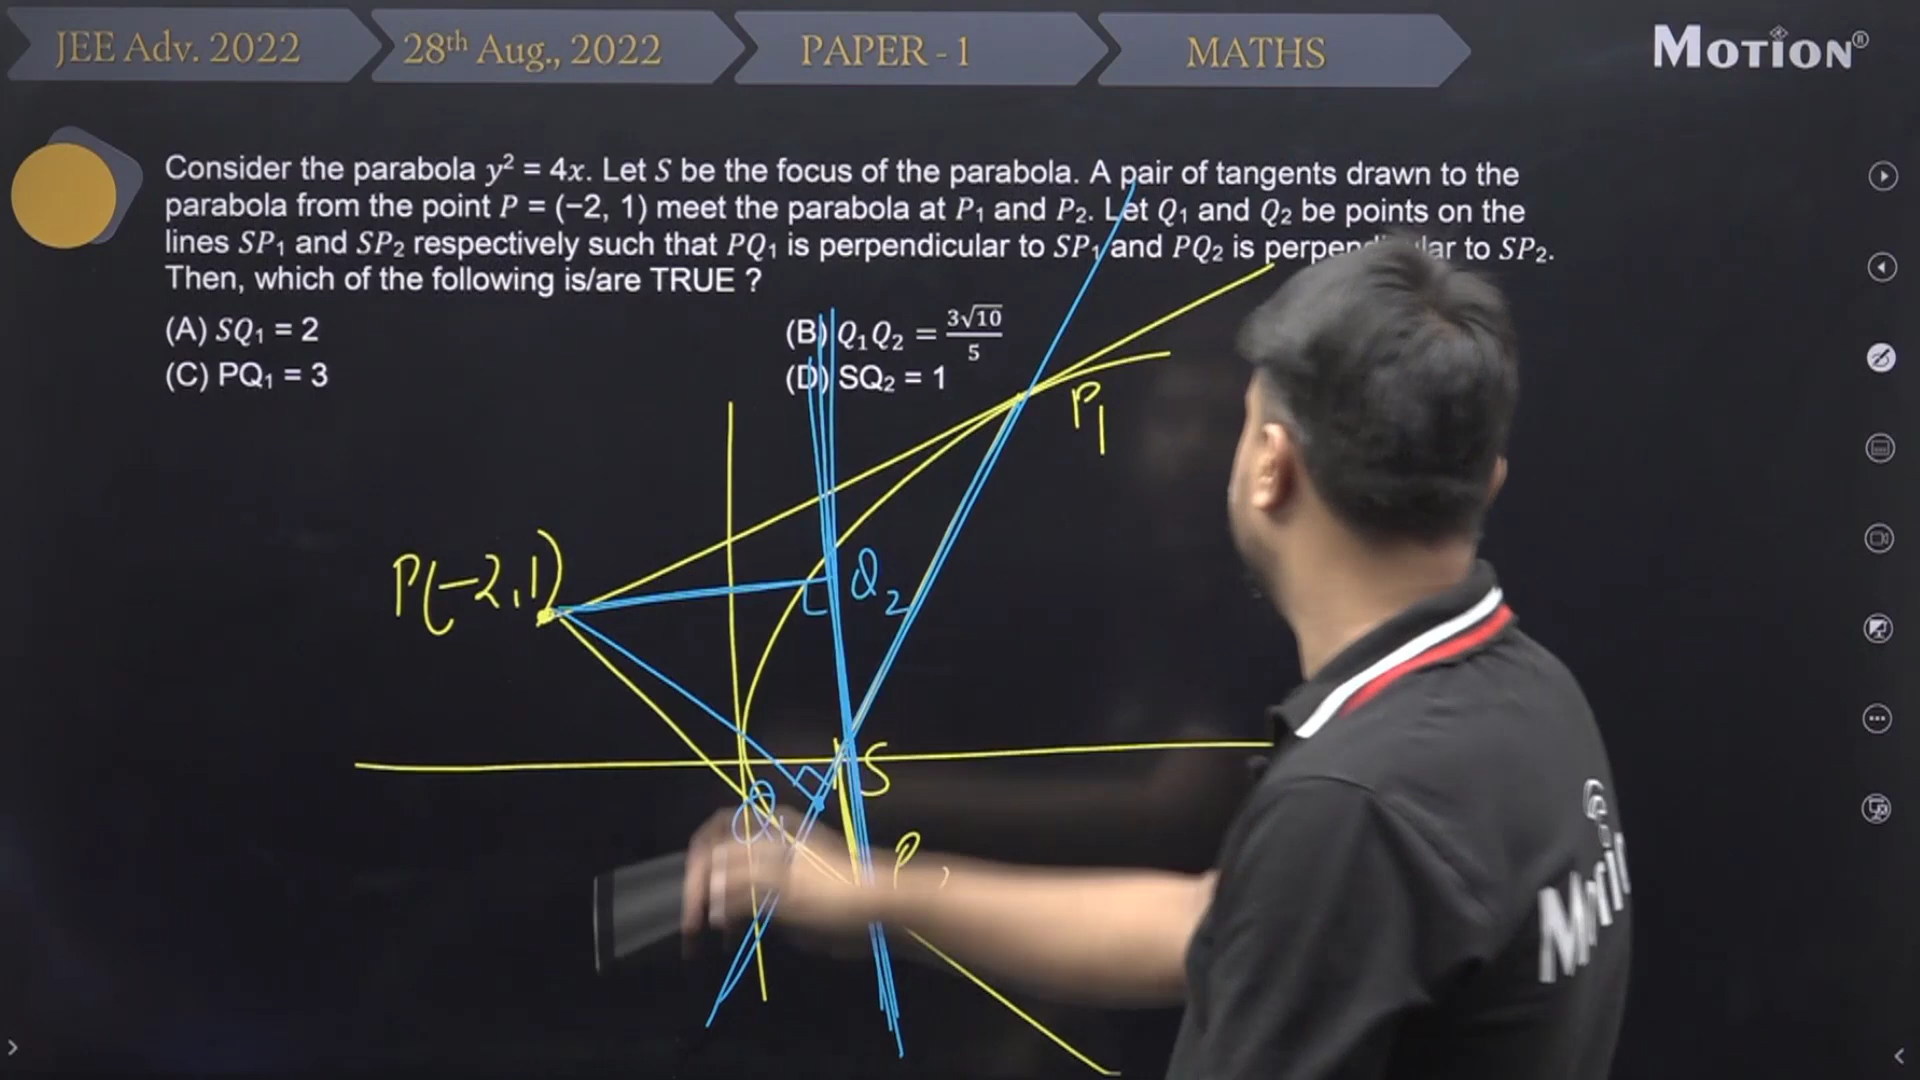 JEE Adv. 2022
28th Aug., 2022
PAPER - 1
MATHS
MOTION®
Consider the parabola y² = 4x. Let S be the focus of the parabola. A pair of tangents drawn to the
parabola from the point P = (−2, 1) meet the parabola at P₁ and P₂. Let Q₁ and Q₂ be points on the
lines SP₁ and SP₂ respectively such that PQ₁ is perpendicular to SP₁ and PQ₂ is to SP₂.
Then, which of the following is/are TRUE ?
(A) SQ₁ = 2
(B) Q₁Q₂ = 3√10/5
(C) PQ₁ = 3
(D) SQ₂ = 1
P₁
P(-2,1)
Q₂
S
Q₁